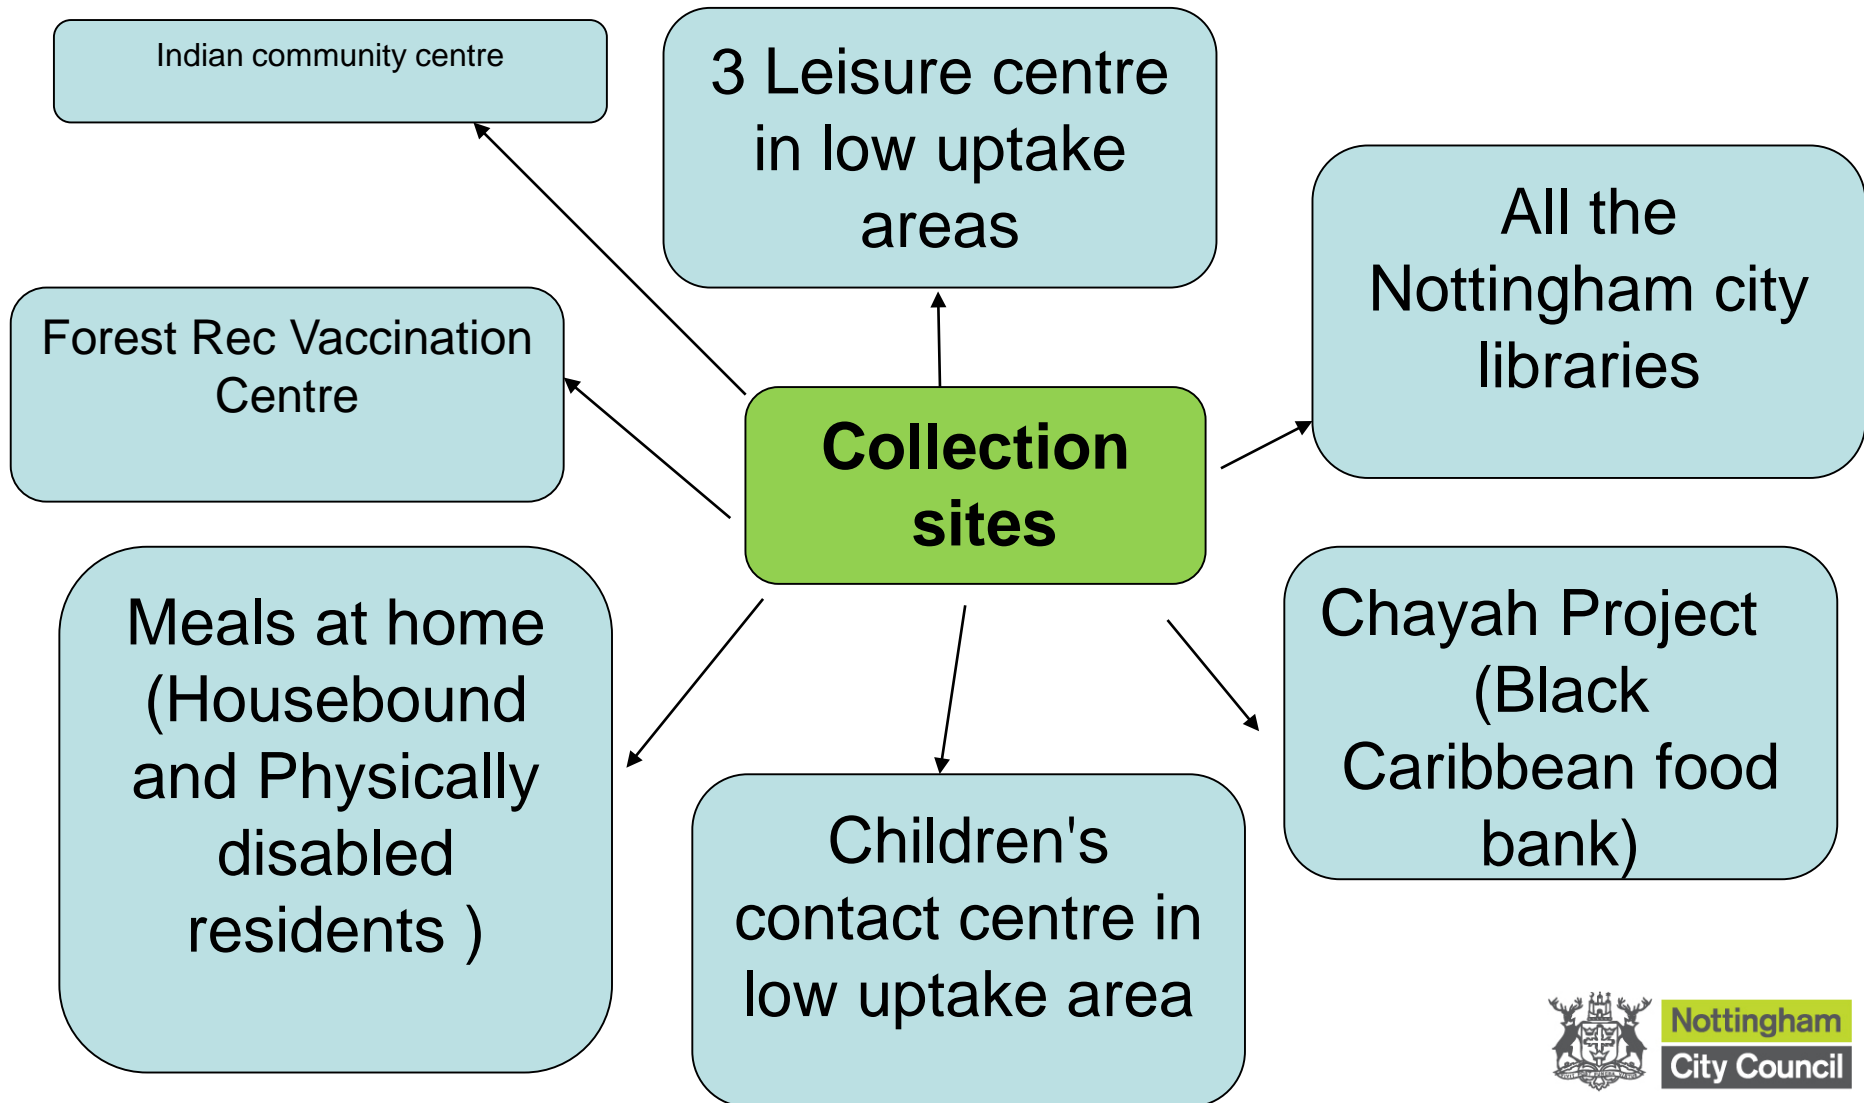 Indian community centre
3 Leisure centre
in low uptake
areas
All the
Nottingham city
libraries
Forest Rec Vaccination
Centre
Collection
sites
Meals at home
(Housebound
and Physically
disabled
residents )
Children's
contact centre in
low uptake area
Chayah Project
(Black
Caribbean food
bank)
Nottingham
City Council